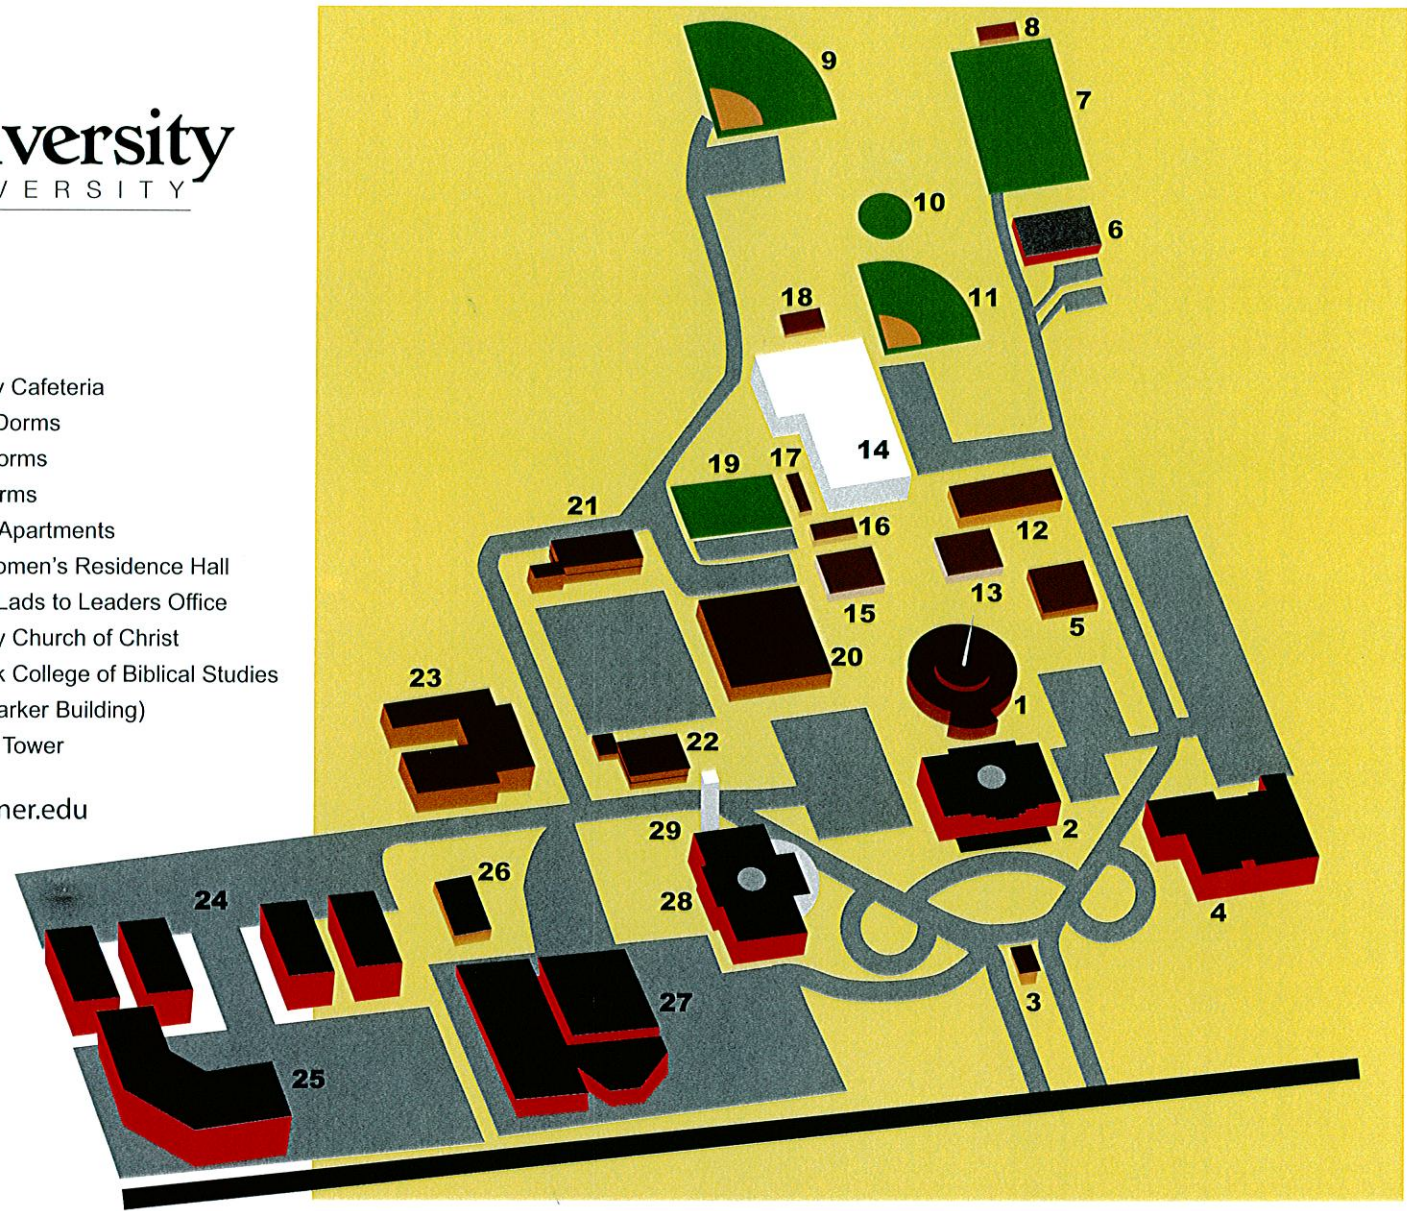 versity
VERSITY
y Cafeteria
Dorms
orms
rms
Apartments
omen's Residence Hall
Lads to Leaders Office
y Church of Christ
k College of Biblical Studies
arker Building)
Tower
ner.edu
8
9
7
10
6
11
18
14
17
19
16
12
21
13
15
5
20
23
1
22
29
2
26
24
28
4
27
3
25